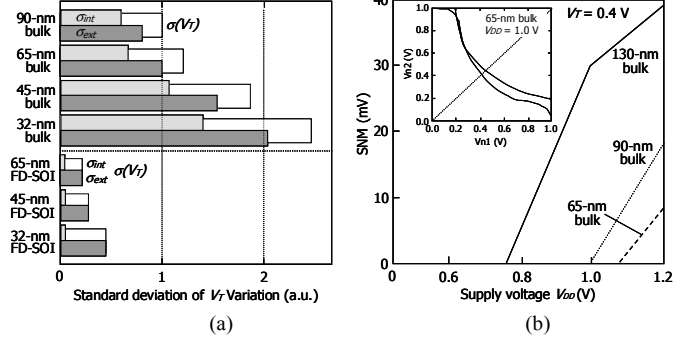 90-nm
bulk
65-nm
bulk
45-nm
bulk
32-nm
bulk
65-nm
FD-SOI
45-nm
FD-SOI
32-nm
FD-SOI
σint
σext
σ(VT)
σint
σext
σ(VT)
0
1
2
Standard deviation of VT Variation (a.u.)
(a)
SNM (mV)
40
30
20
10
0
0
0.6
0.8
1.0
1.2
Supply voltage VDD (V)
VT = 0.4 V
130-nm
bulk
90-nm
bulk
65-nm
bulk
65-nm bulk
VDD = 1.0 V
Vn2 (V)
1.0
0.8
0.6
0.4
0.2
0.0
0.0
0.2
0.4
0.6
0.8
1.0
Vn1 (V)
(b)